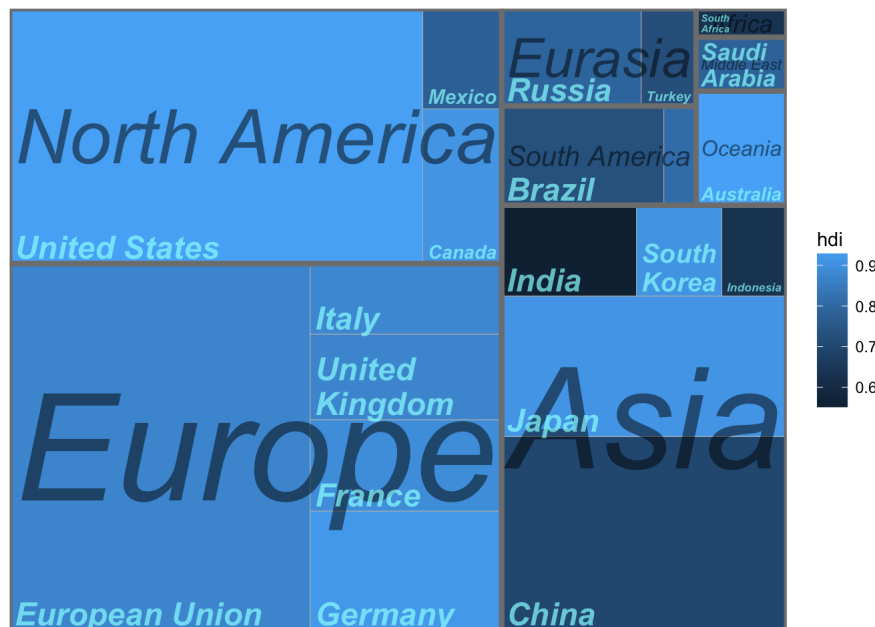 North America
Mexico
United States
Canada
Eurasia
Russia
Turkey
South America
Brazil
Africa
South
Africa
Middle East
Saudi
Arabia
Oceania
Australia
Europe
Italy
United
Kingdom
France
European Union
Germany
Asia
India
South
Korea
Indonesia
Japan
China
hdi
0.9
0.8
0.7
0.6